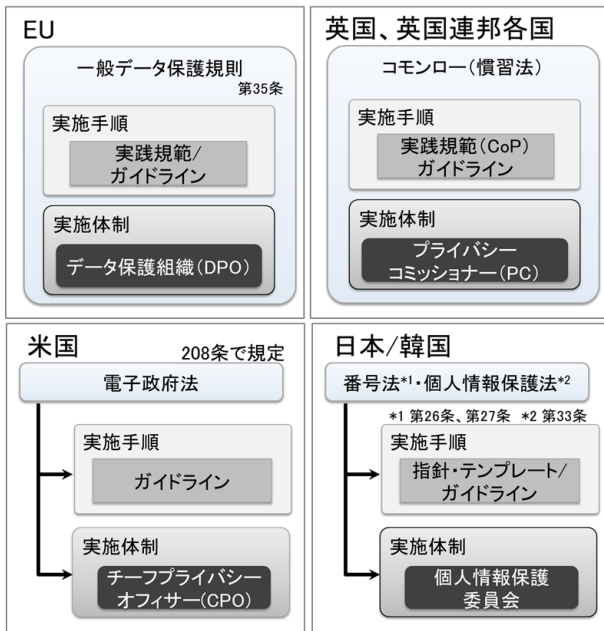 EU
一般データ保護規則
第35条
実施手順
実践規範/
ガイドライン
実施体制
データ保護組織(DPO)
英国、英国連邦各国
コモンロー(慣習法)
実施手順
実践規範(CoP)
ガイドライン
実施体制
プライバシー
コミッショナー(PC)
米国
208条で規定
電子政府法
実施手順
ガイドライン
実施体制
チーフプライバシー
オフィサー(CPO)
日本/韓国
番号法*1・個人情報保護法*2
*1 第26条、第27条 *2 第33条
実施手順
指針・テンプレート/
ガイドライン
実施体制
個人情報保護
委員会